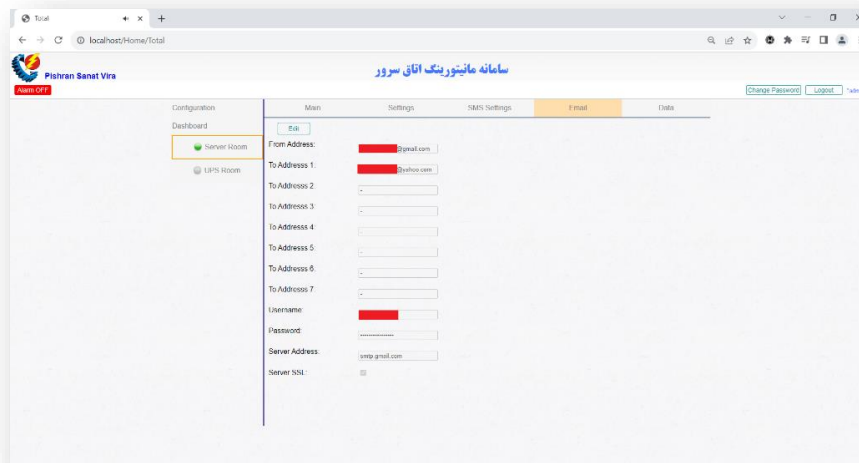 Total
localhost/Home/Total
Pishran Sanat Vira
سامانه مانیتورینگ اتاق سرور
Alarm OFF
Change Password
Logout
Configuration
Main
Settings
SMS Settings
Email
Data
Dashboard
Edit
Server Room
From Address:
@gmail.com
UPS Room
To Addresss 1:
@yahoo.com
To Addresss 2:
-
To Addresss 3:
-
To Addresss 4:
-
To Addresss 5:
-
To Addresss 6:
-
To Addresss 7:
-
Username:
Password:
Server Address:
smtp.gmail.com
Server SSL: